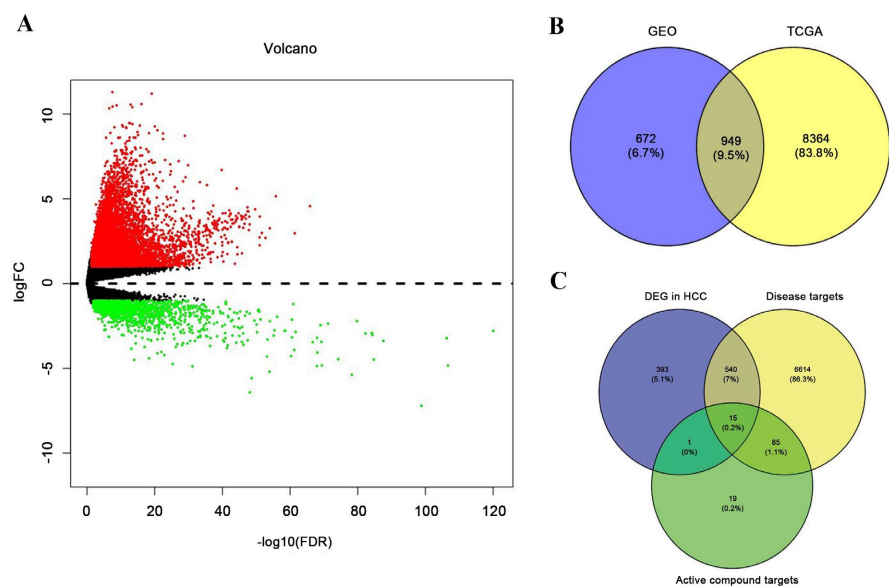 A
Volcano
logFC
10
5
0
-5
-10
0
20
40
60
80
100
120
-log10(FDR)
B
GEO
TCGA
672
(6.7%)
949
(9.5%)
8364
(83.8%)
C
DEG in HCC
Disease targets
393
(5.1%)
540
(7%)
6614
(86.3%)
15
(0.2%)
1
(0%)
85
(1.1%)
19
(0.2%)
Active compound targets